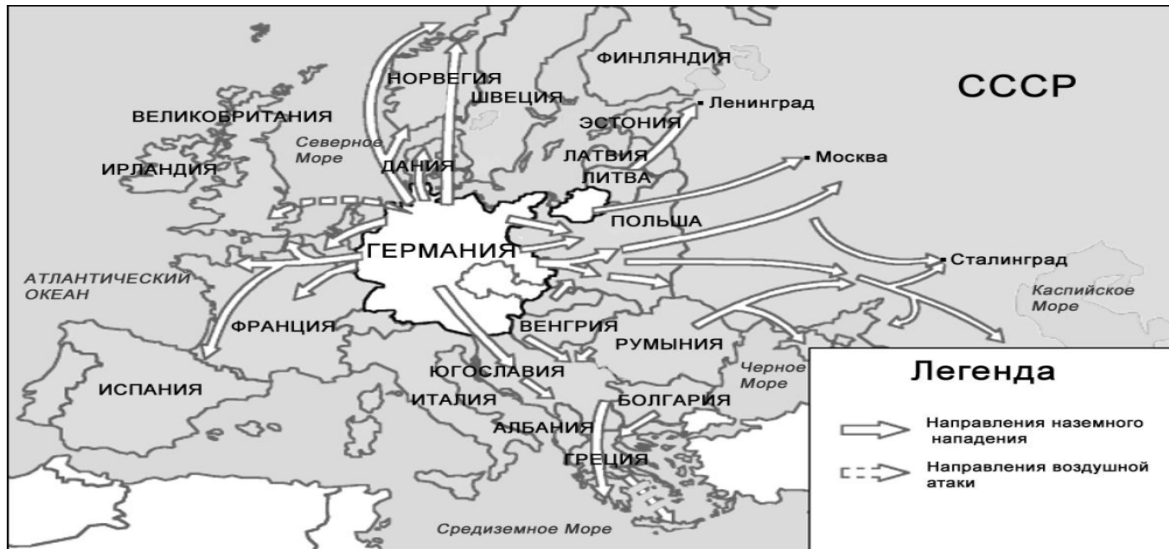 ФИНЛЯНДИЯ
СССР
НОРВЕГИЯ
ШВЕЦИЯ
Ленинград
ВЕЛИКОБРИТАНИЯ
ЭСТОНИЯ
Северное
Море
ЛАТВИЯ
Москва
ИРЛАНДИЯ
ДАНИЯ
ЛИТВА
ПОЛЬША
ГЕРМАНИЯ
Сталинград
АТЛАНТИЧЕСКИЙ
ОКЕАН
Каспийское
Море
ФРАНЦИЯ
ВЕНГРИЯ
РУМЫНИЯ
Черное
Море
ЮГОСЛАВИЯ
ИСПАНИЯ
ИТАЛИЯ
БОЛГАРИЯ
АЛБАНИЯ
ГРЕЦИЯ
Средиземное Море
Легенда
Направления наземного
нападения
Направления воздушной
атаки